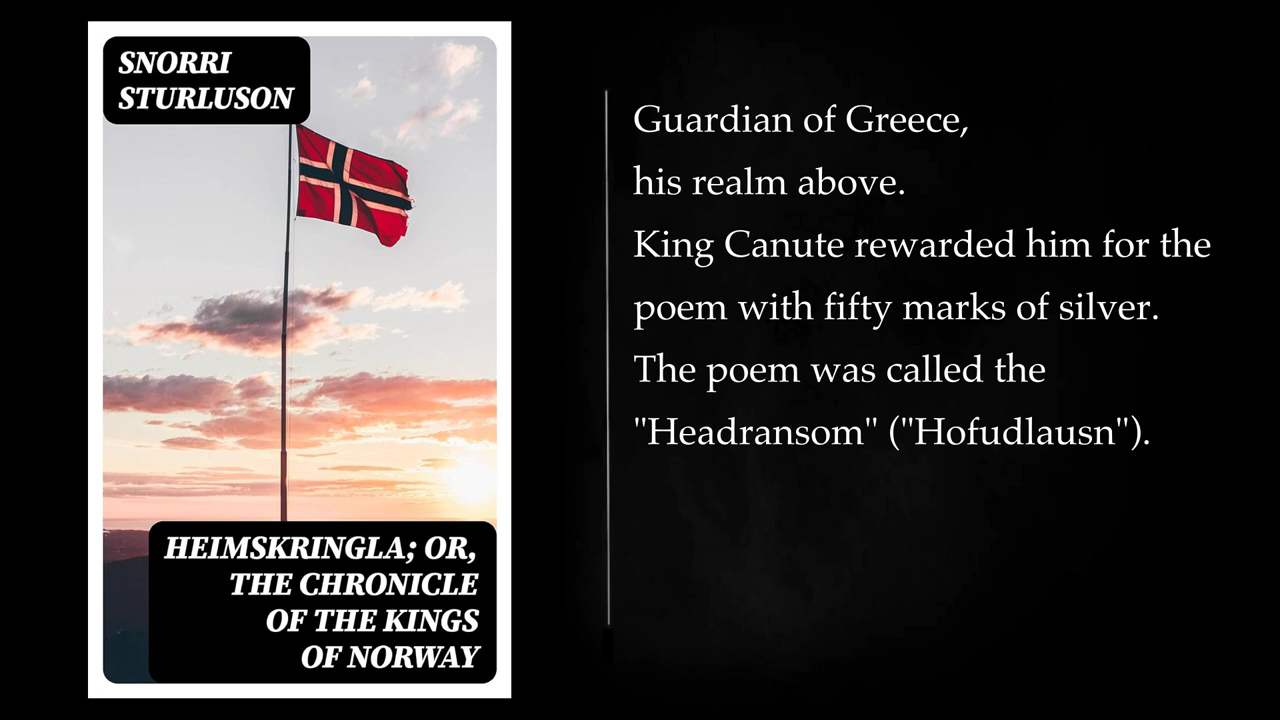 SNORRI
STURLUSON
HEIMSKRINGLA; OR,
THE CHRONICLE
OF THE KINGS
OF NORWAY
Guardian of Greece,
his realm above.
King Canute rewarded him for the
poem with fifty marks of silver.
The poem was called the
"Headransom" ("Hofudlausn").